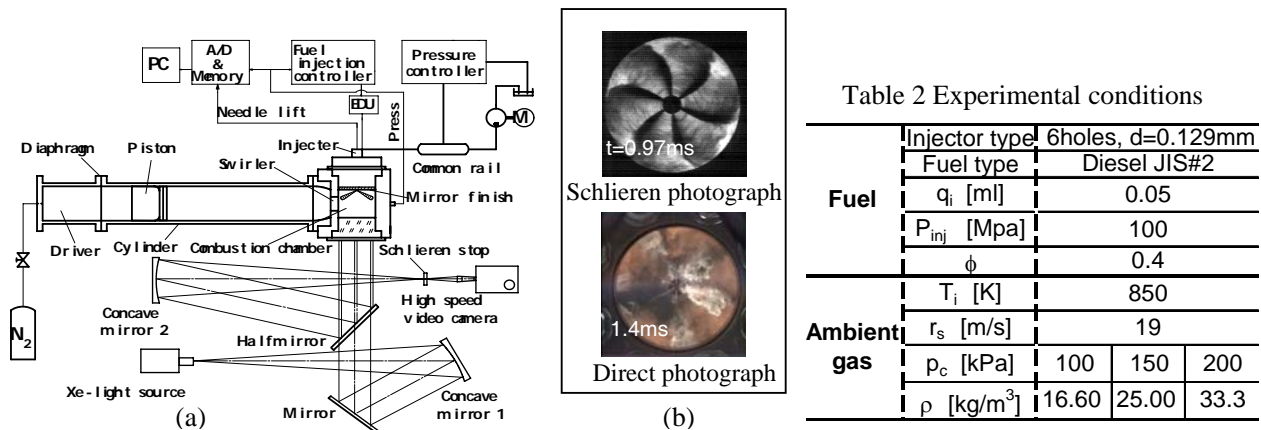 PC
A/D
&
Memory
Fuel
injection
controller
Pressure
controller
EDU
M
Needle lift
Press
Injecter
Diaphragm
Piston
Swirler
Common rail
Mirror finish
Driver
Cylinder
Combustion chamber
Schlieren stop
N2
Concave
mirror 2
High speed
video camera
Halfmirror
Xe-light source
Mirror
Concave
mirror 1
(a)
t=0.97ms
Schlieren photograph
1.4ms
Direct photograph
(b)
Table 2 Experimental conditions
Fuel
Injector type 6holes, d=0.129mm
Fuel type Diesel JIS#2
qi [ml] 0.05
Pinj [Mpa] 100
ϕ 0.4
Ambient
gas
Ti [K] 850
rs [m/s] 19
pc [kPa] 100 150 200
ρ [kg/m³] 16.60 25.00 33.3